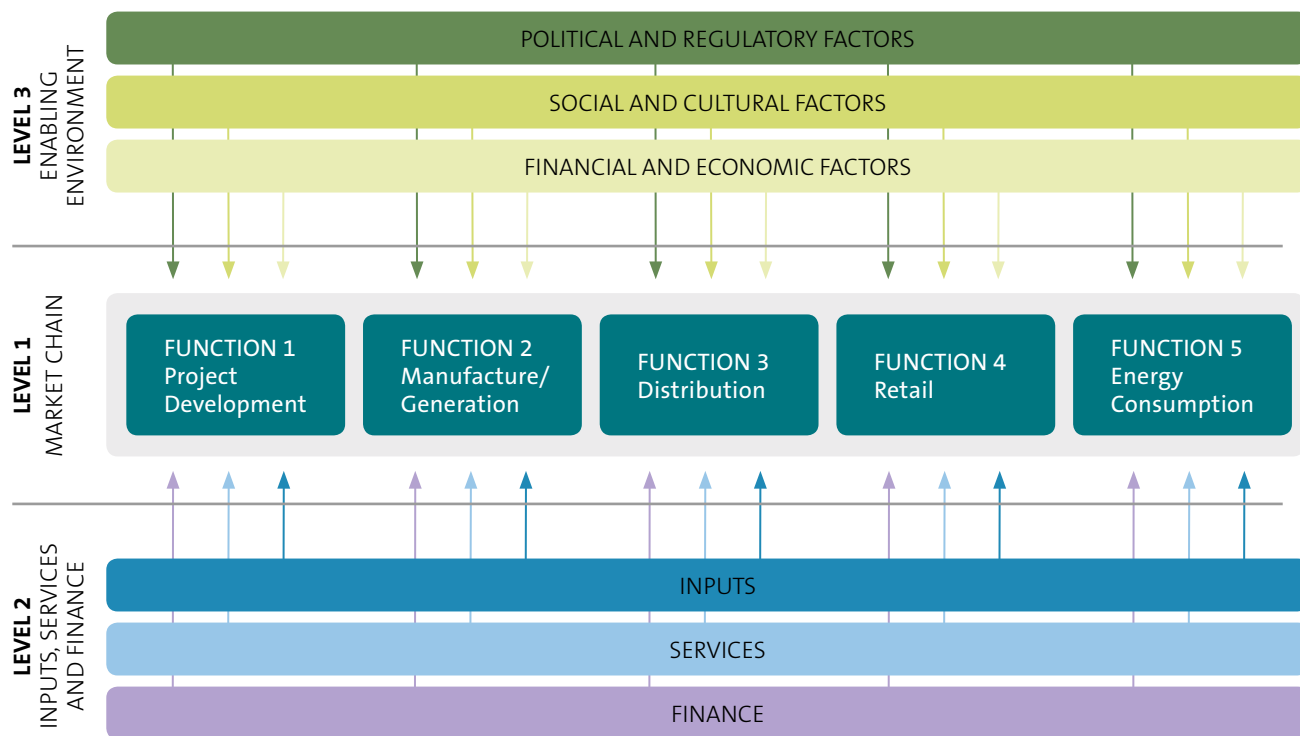 LEVEL 3
ENABLING
ENVIRONMENT
POLITICAL AND REGULATORY FACTORS
SOCIAL AND CULTURAL FACTORS
FINANCIAL AND ECONOMIC FACTORS
LEVEL 1
MARKET CHAIN
FUNCTION 1
Project
Development
FUNCTION 2
Manufacture/
Generation
FUNCTION 3
Distribution
FUNCTION 4
Retail
FUNCTION 5
Energy
Consumption
LEVEL 2
INPUTS, SERVICES
AND FINANCE
INPUTS
SERVICES
FINANCE